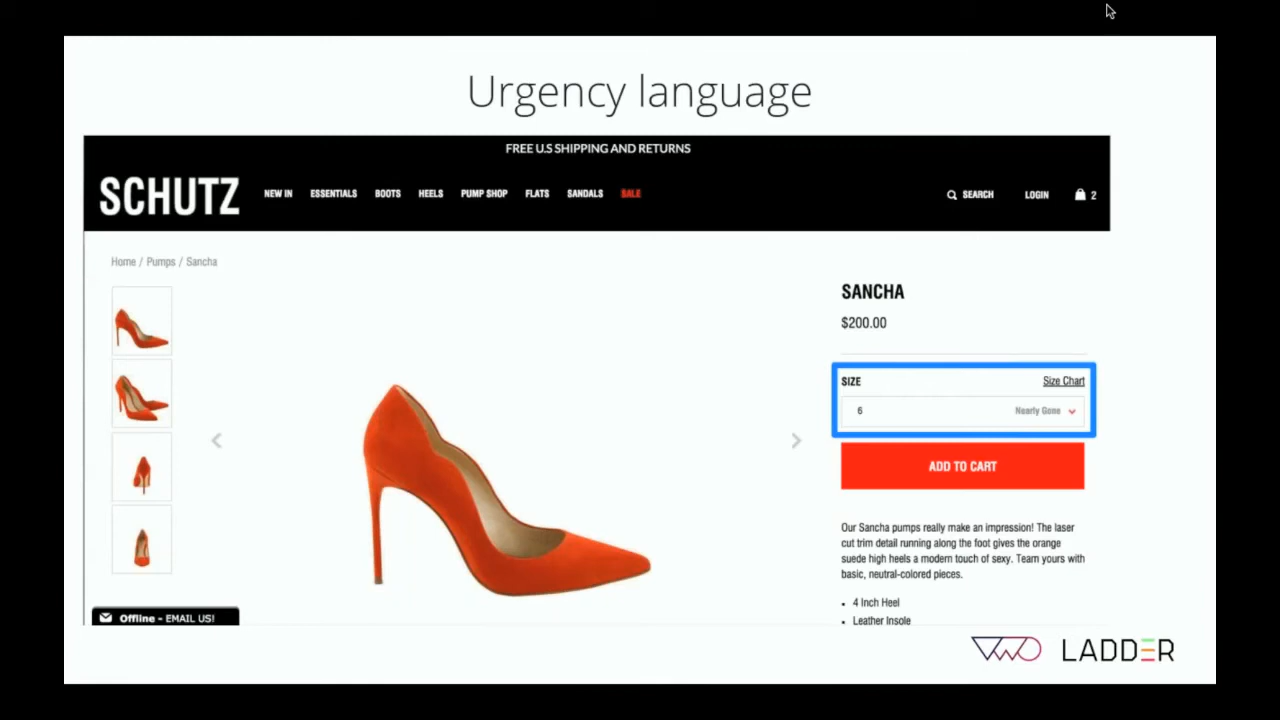 Urgency language
FREE U.S SHIPPING AND RETURNS
SCHUTZ
NEW IN ESSENTIALS BOOTS HEELS PUMP SHOP FLATS SANDALS SALE
SEARCH LOGIN 2
Home / Pumps / Sancha
SANCHA
$200.00
SIZE Size Chart
6 Nearly Gone
ADD TO CART
Our Sancha pumps really make an impression! The laser
cut trim detail running along the foot gives the orange
suede high heels a modern touch of sexy. Team yours with
basic, neutral-colored pieces.
• 4 Inch Heel
• Leather Insole
Offline - EMAIL US!
VWO LADDER